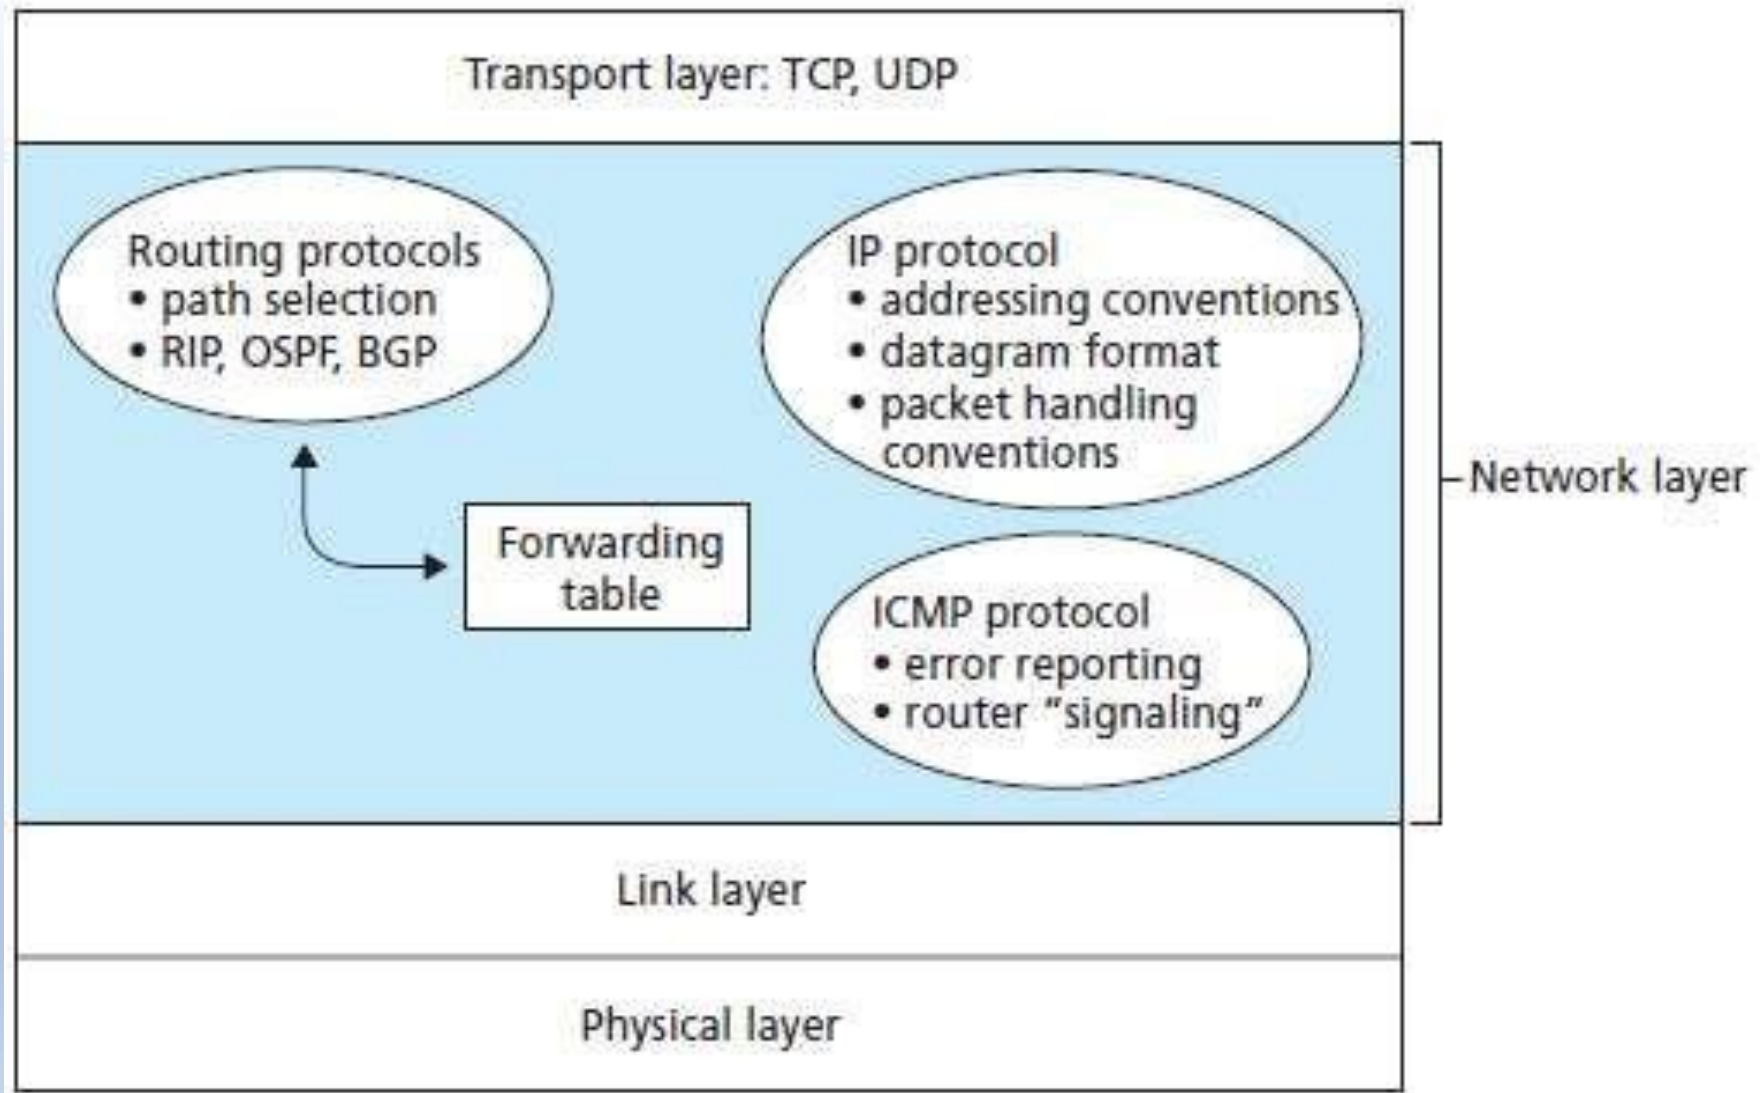 Transport layer: TCP, UDP
Routing protocols
• path selection
• RIP, OSPF, BGP
IP protocol
• addressing conventions
• datagram format
• packet handling
conventions
Network layer
Forwarding
table
ICMP protocol
• error reporting
• router “signaling”
Link layer
Physical layer